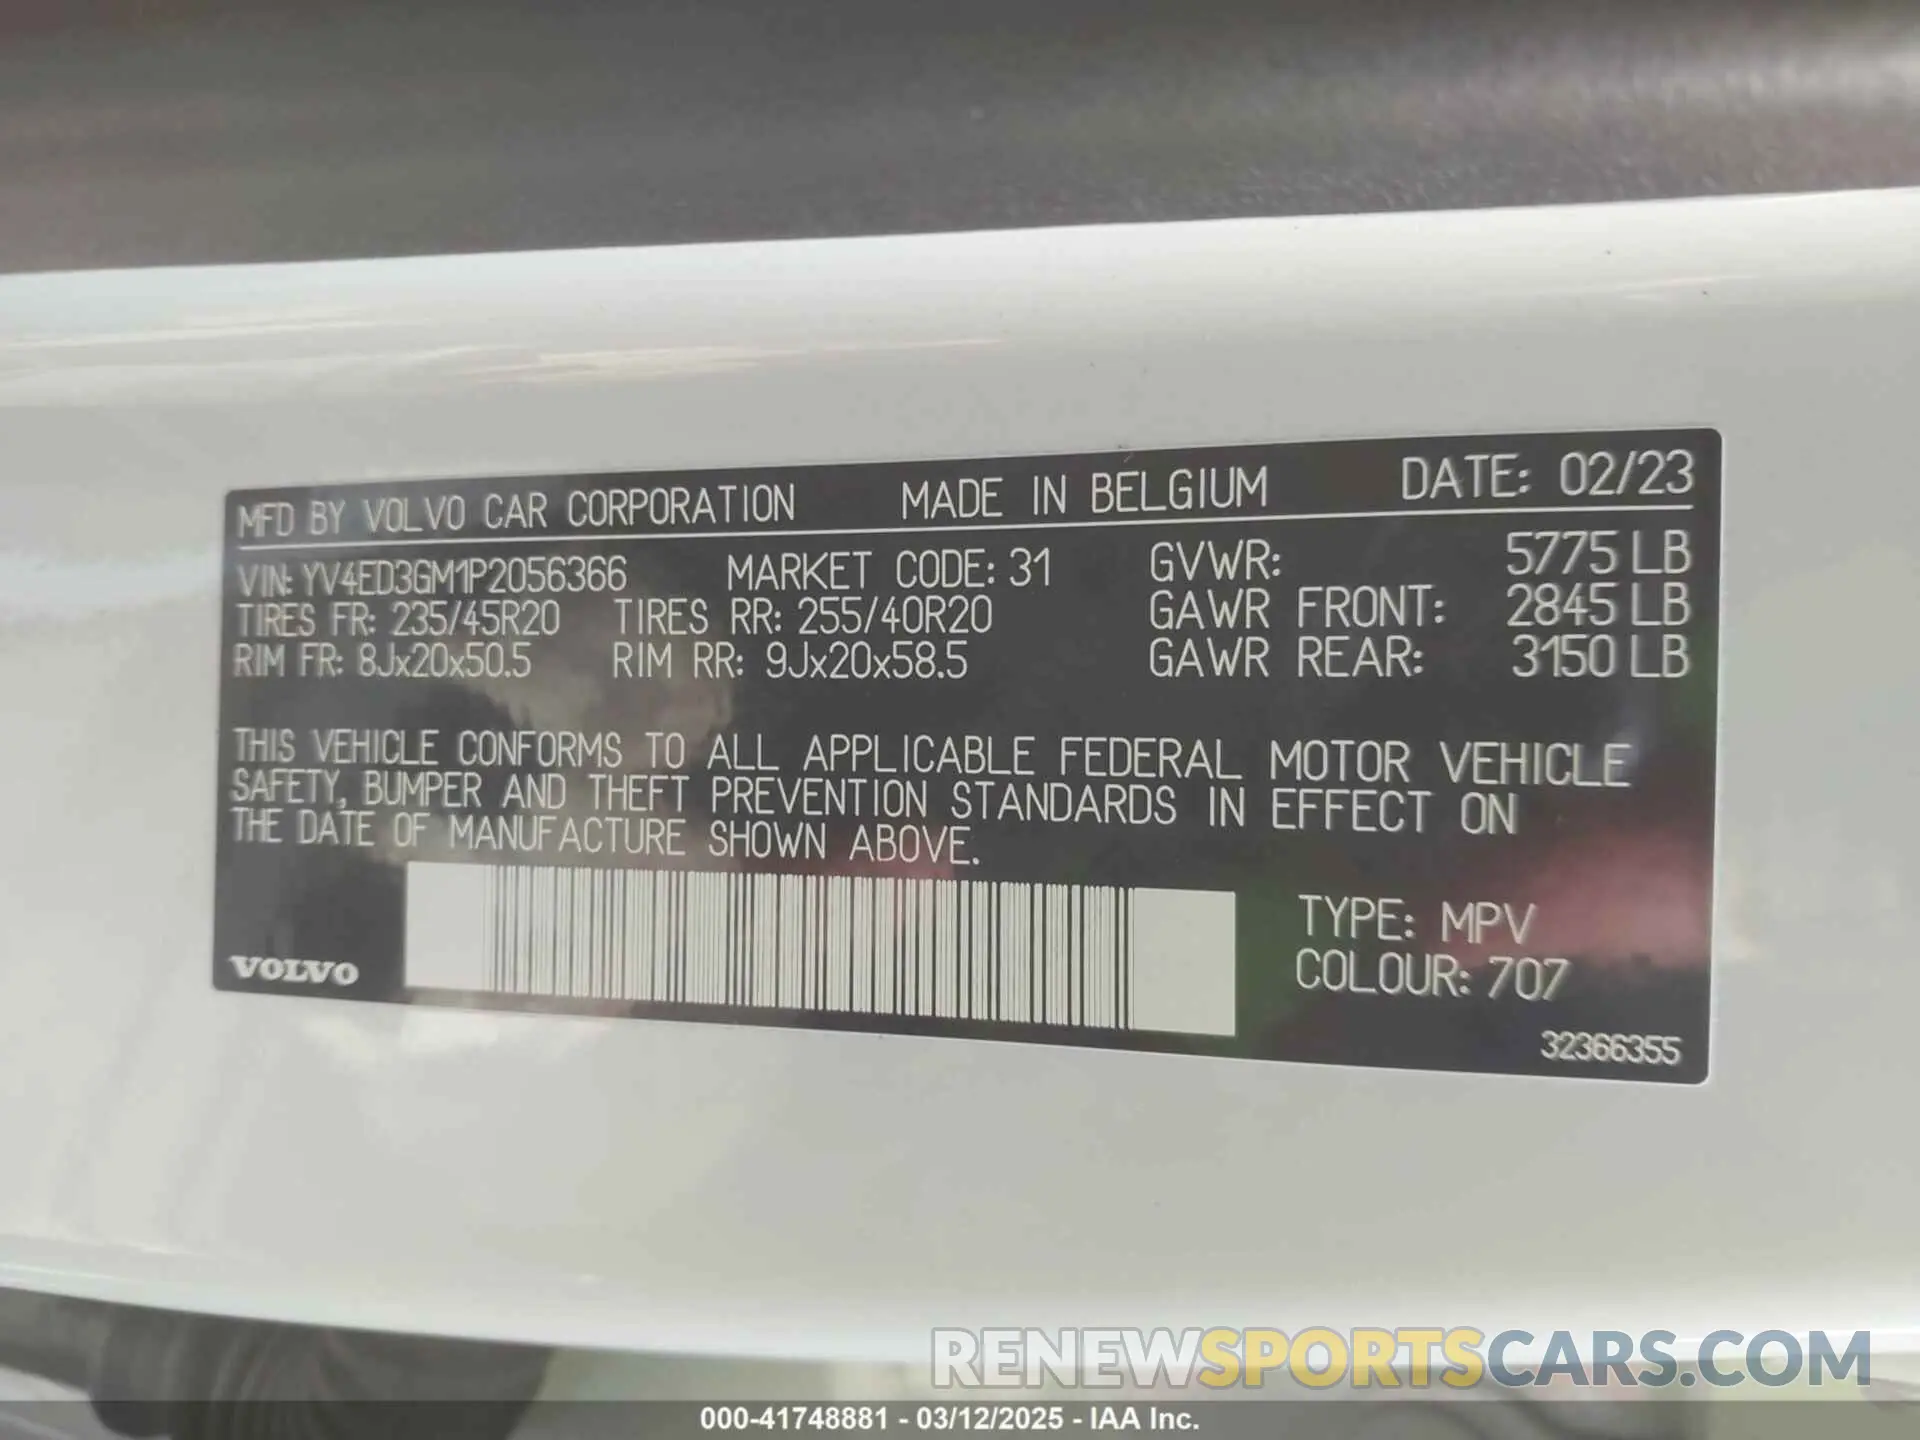 MFD BY VOLVO CAR CORPORATION MADE IN BELGIUM DATE: 02/23
VIN: YV4ED3GM1P2056366 MARKET CODE: 31 GVWR: 5775 LB
TIRES FR: 235/45R20 TIRES RR: 255/40R20 GAWR FRONT: 2845 LB
RIM FR: 8Jx20x50.5 RIM RR: 9Jx20x58.5 GAWR REAR: 3150 LB
THIS VEHICLE CONFORMS TO ALL APPLICABLE FEDERAL MOTOR VEHICLE
SAFETY, BUMPER AND THEFT PREVENTION STANDARDS IN EFFECT ON
THE DATE OF MANUFACTURE SHOWN ABOVE.
TYPE: MPV
VOLVO COLOUR: 707
32366355
RENEWSPORTSCARS.COM
000-41748881 - 03/12/2025 - IAA Inc.